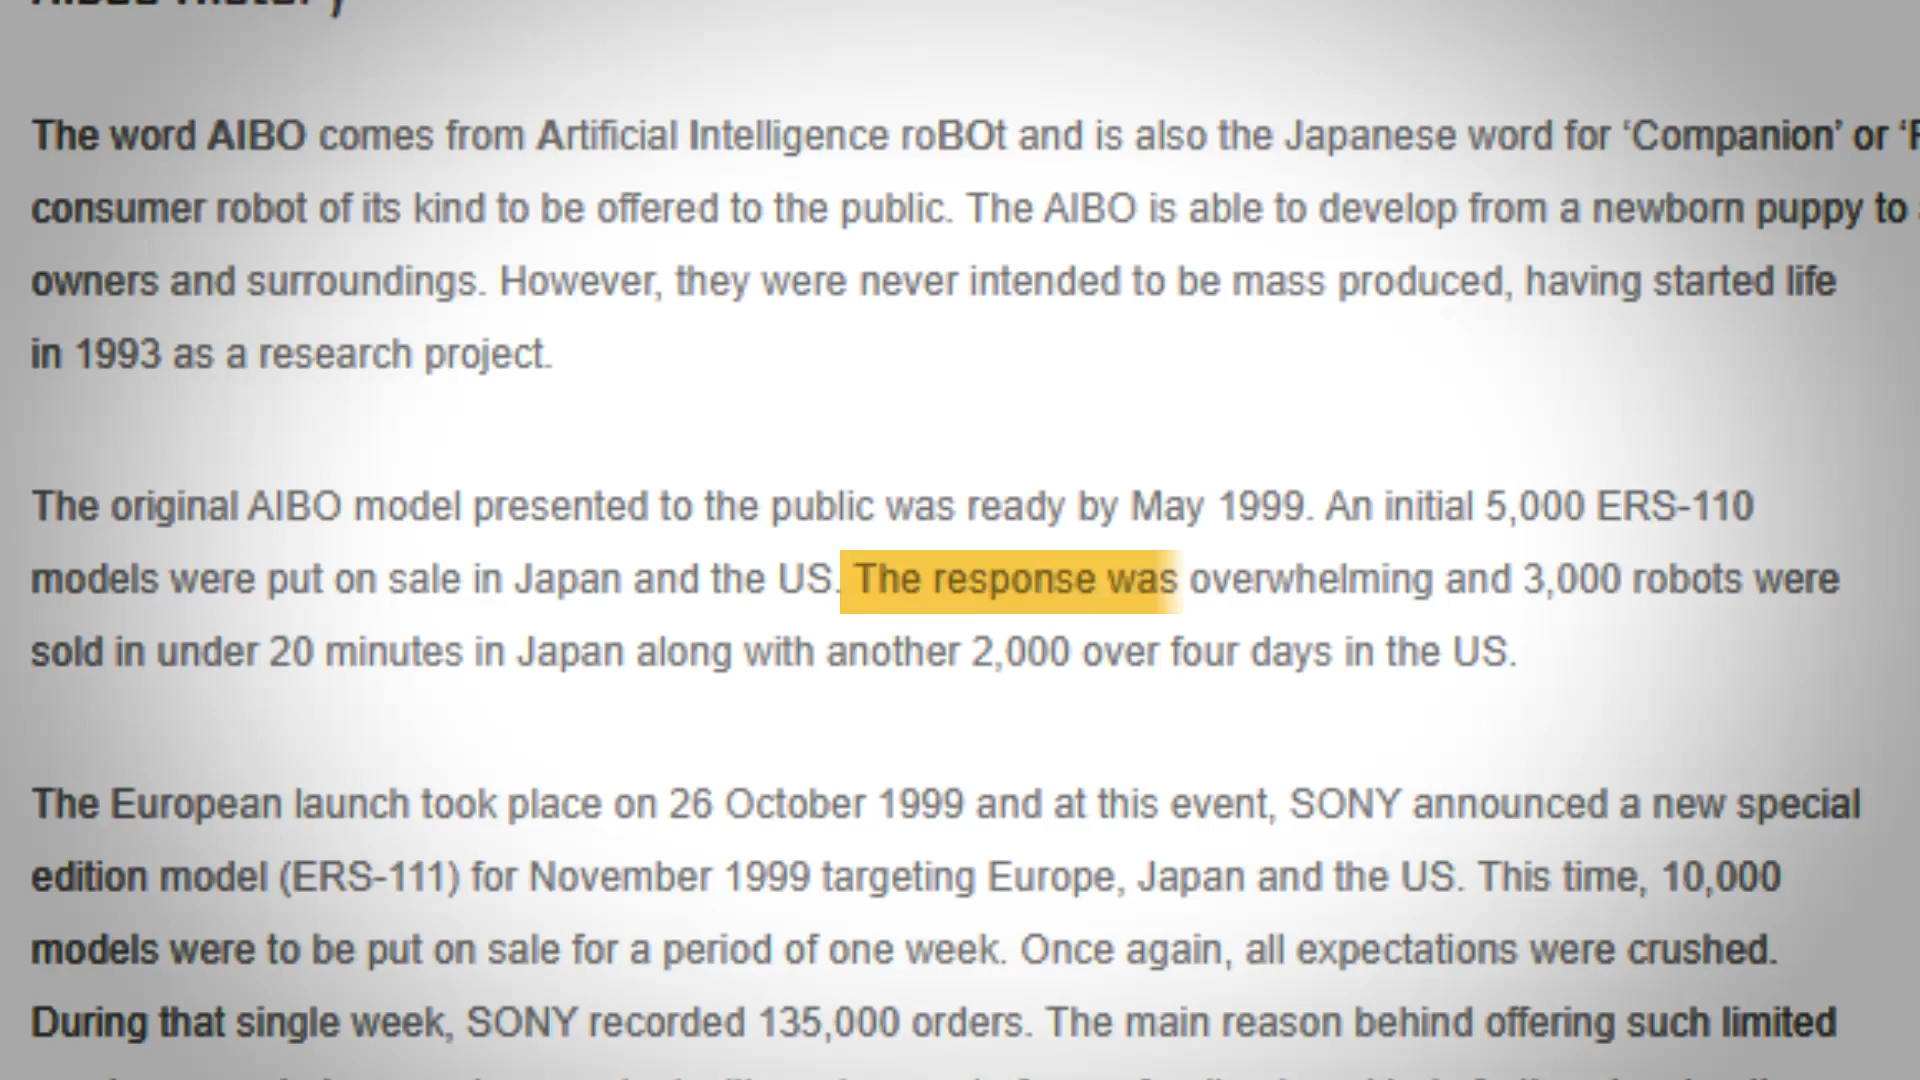 The word AIBO comes from Artificial Intelligence roBOt and is also the Japanese word for ‘Companion’ or
consumer robot of its kind to be offered to the public. The AIBO is able to develop from a newborn puppy to
owners and surroundings. However, they were never intended to be mass produced, having started life
in 1993 as a research project.
The original AIBO model presented to the public was ready by May 1999. An initial 5,000 ERS-110
models were put on sale in Japan and the US. The response was overwhelming and 3,000 robots were
sold in under 20 minutes in Japan along with another 2,000 over four days in the US.
The European launch took place on 26 October 1999 and at this event, SONY announced a new special
edition model (ERS-111) for November 1999 targeting Europe, Japan and the US. This time, 10,000
models were to be put on sale for a period of one week. Once again, all expectations were crushed.
During that single week, SONY recorded 135,000 orders. The main reason behind offering such limited